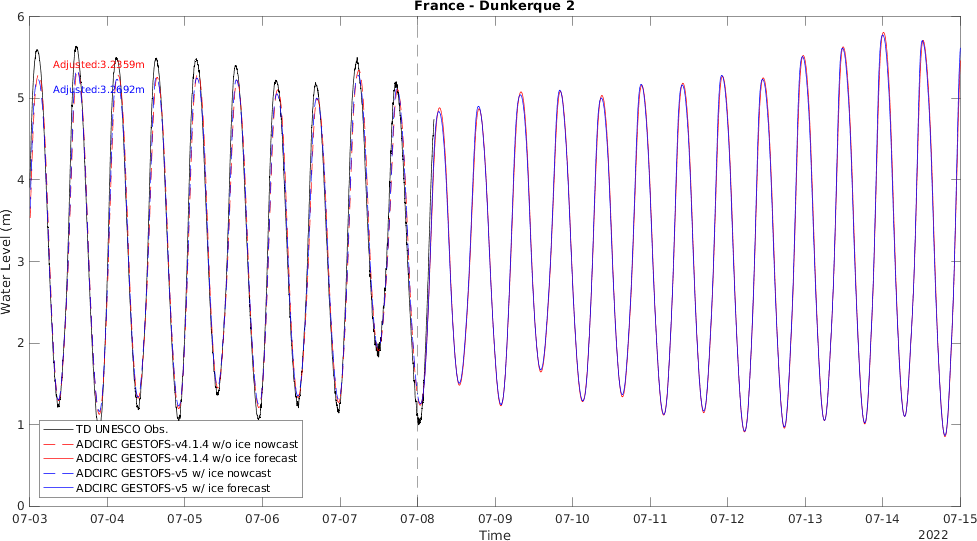 France - Dunkerque 2
6
5
4
3
2
1
0
Water Level (m)
Adjusted:3.2359m
Adjusted:3.2692m
TD UNESCO Obs.
ADCIRC GESTOFS-v4.1.4 w/o ice nowcast
ADCIRC GESTOFS-v4.1.4 w/o ice forecast
ADCIRC GESTOFS-v5 w/ ice nowcast
ADCIRC GESTOFS-v5 w/ ice forecast
07-03 07-04 07-05 07-06 07-07 07-08 07-09 07-10 07-11 07-12 07-13 07-14 07-15
Time
2022